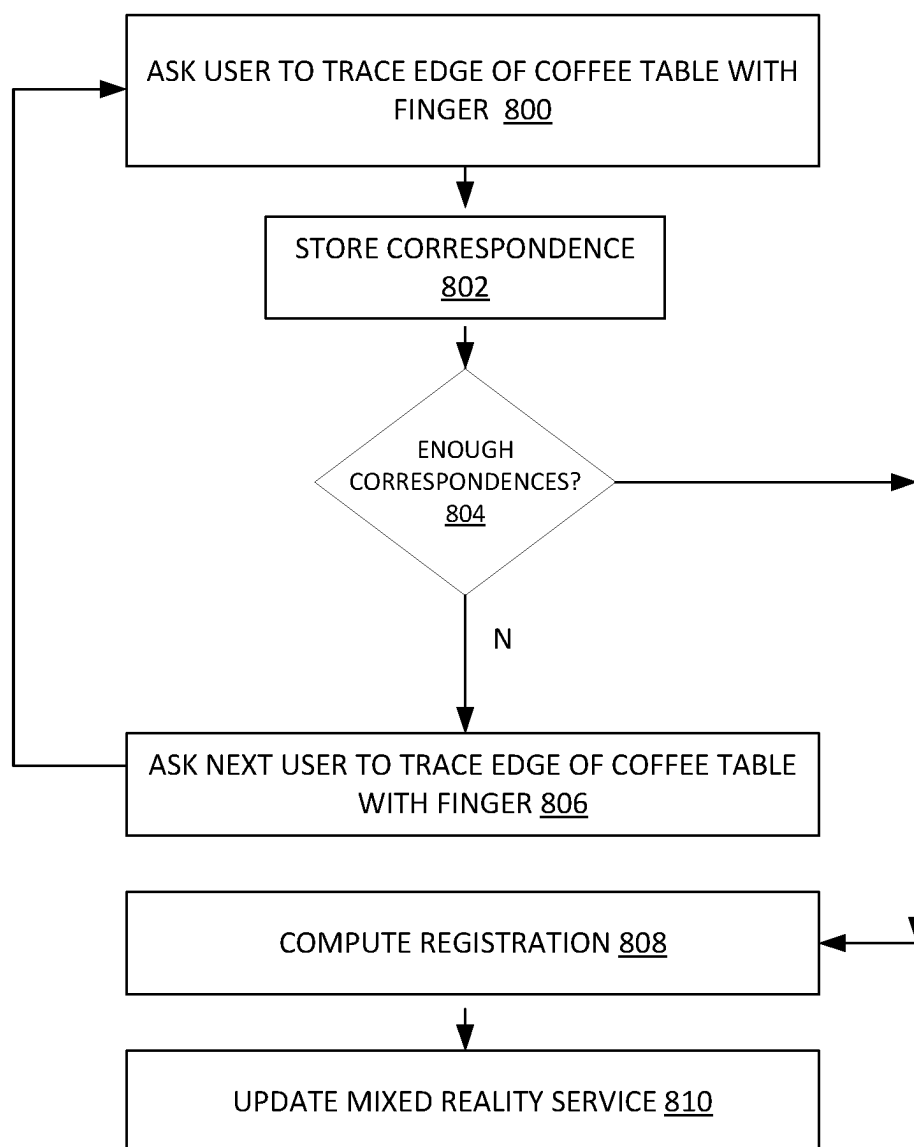 ASK USER TO TRACE EDGE OF COFFEE TABLE WITH
FINGER 800
STORE CORRESPONDENCE
802
ENOUGH
CORRESPONDENCES?
804
N
ASK NEXT USER TO TRACE EDGE OF COFFEE TABLE
WITH FINGER 806
COMPUTE REGISTRATION 808
UPDATE MIXED REALITY SERVICE 810